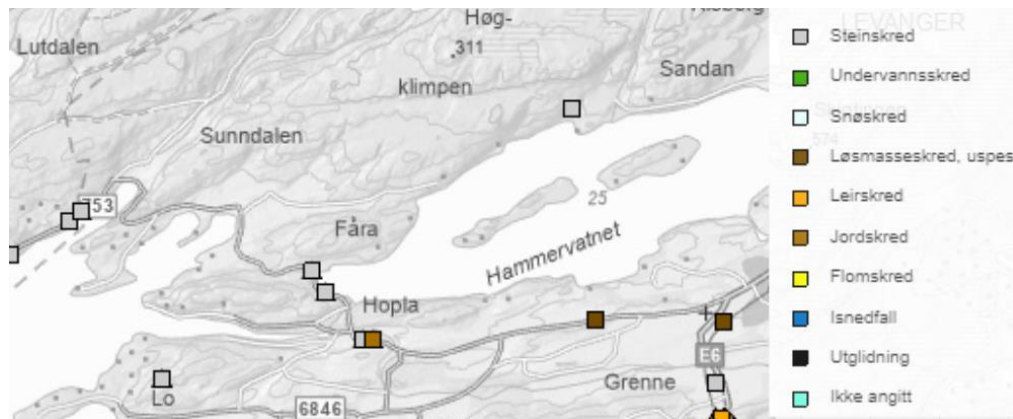 Høg-
LEVANGER
Lutdalen
311
klimpen
Sandan
Sunndalen
753
25
Fåra
Hammervatnet
Hopla
E6
Grenne
Lo
6846
Steinskred
Undervannsskred
Snøskred
574
Løsmasseskred, uspes
Leirskred
Jordskred
Flomskred
Isnedfall
Utglidning
Ikke angitt